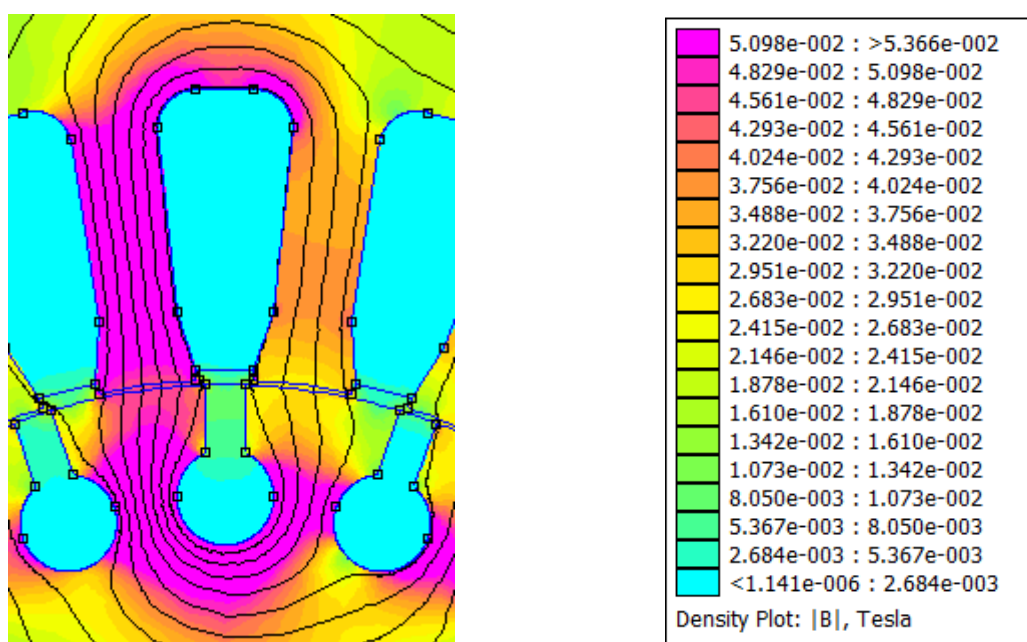 5.098e-002 : >5.366e-002
4.829e-002 : 5.098e-002
4.561e-002 : 4.829e-002
4.293e-002 : 4.561e-002
4.024e-002 : 4.293e-002
3.756e-002 : 4.024e-002
3.488e-002 : 3.756e-002
3.220e-002 : 3.488e-002
2.951e-002 : 3.220e-002
2.683e-002 : 2.951e-002
2.415e-002 : 2.683e-002
2.146e-002 : 2.415e-002
1.878e-002 : 2.146e-002
1.610e-002 : 1.878e-002
1.342e-002 : 1.610e-002
1.073e-002 : 1.342e-002
8.050e-003 : 1.073e-002
5.367e-003 : 8.050e-003
2.684e-003 : 5.367e-003
<1.141e-006 : 2.684e-003
Density Plot: |B|, Tesla